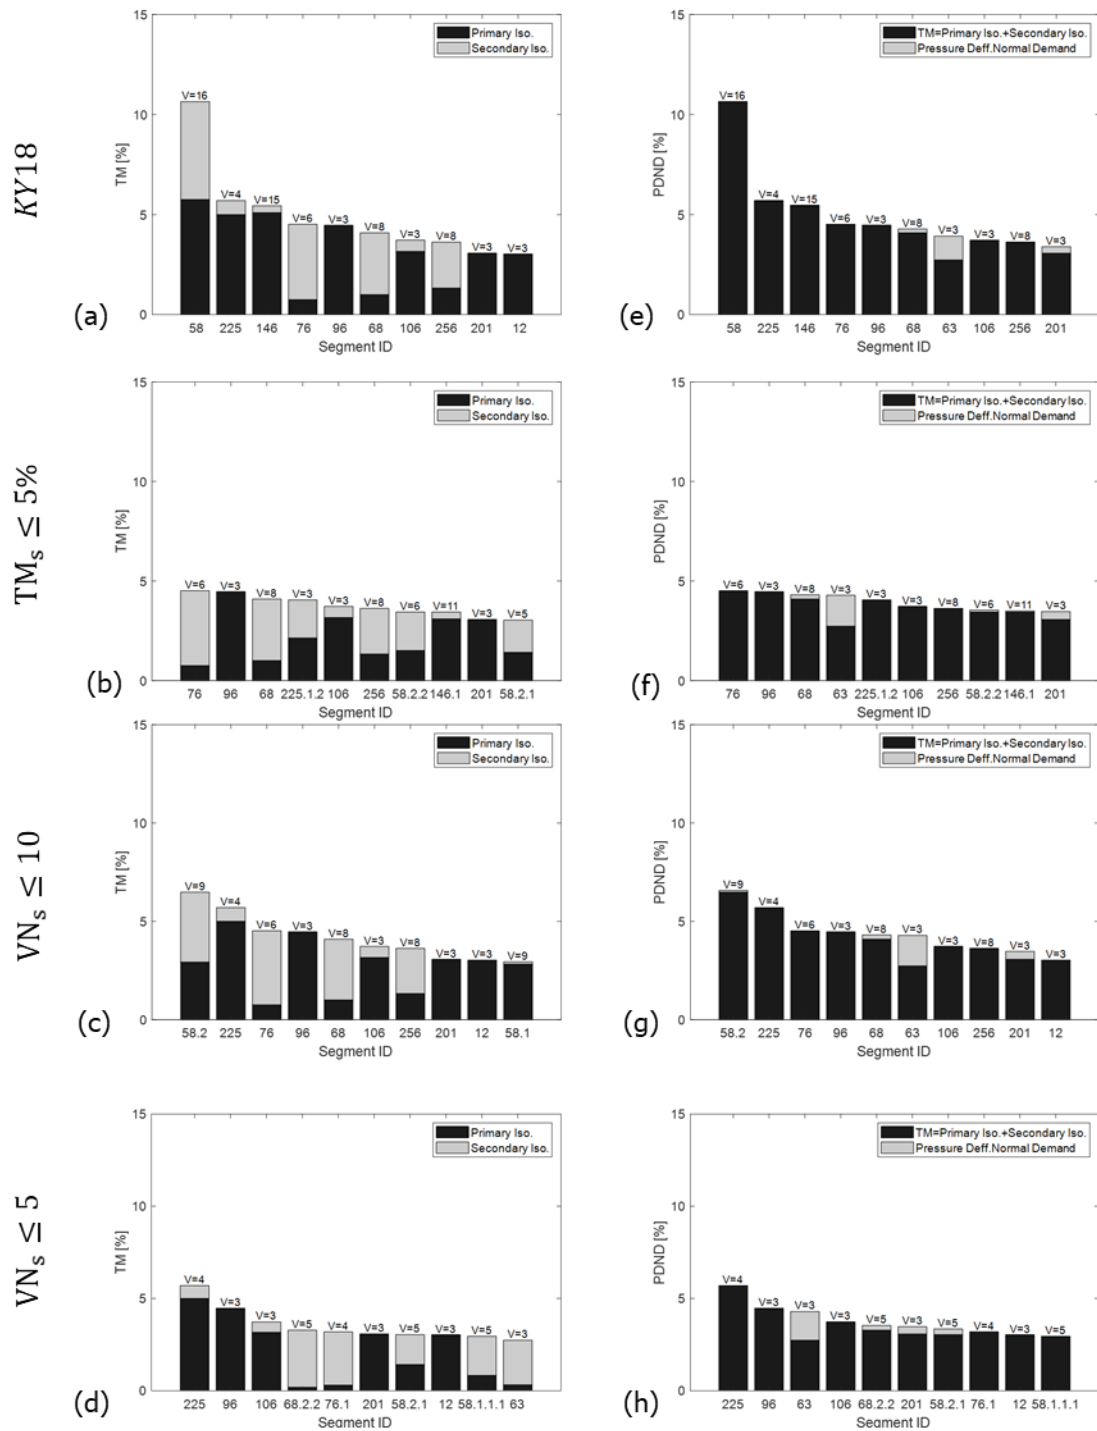 KY18
15
10
5
0
TM [%]
Primary Iso.
Secondary Iso.
V=16
V=4
V=15
V=6
V=3
V=8
V=3
V=8
V=3
V=3
58 225 146 76 96 68 106 256 201 12
Segment ID
(a)
15
10
5
0
PDND [%]
TM=Primary Iso.+Secondary Iso.
Pressure Deff.Normal Demand
V=16
V=4
V=15
V=6
V=3
V=8
V=3
V=3
V=8
V=3
58 225 146 76 96 68 63 106 256 201
Segment ID
(e)
TMs ≤ 5%
15
10
5
0
TM [%]
Primary Iso.
Secondary Iso.
V=6
V=3
V=8
V=3
V=3
V=8
V=6
V=11
V=3
V=5
76 96 68 225.1.2 106 256 58.2.2 146.1 201 58.2.1
Segment ID
(b)
15
10
5
0
PDND [%]
TM=Primary Iso.+Secondary Iso.
Pressure Deff.Normal Demand
V=6
V=3
V=8
V=3
V=3
V=3
V=8
V=6
V=11
V=3
76 96 68 63 225.1.2 106 256 58.2.2 146.1 201
Segment ID
(f)
VNs ≤ 10
15
10
5
0
TM [%]
Primary Iso.
Secondary Iso.
V=9
V=4
V=6
V=3
V=8
V=3
V=8
V=3
V=3
V=9
58.2 225 76 96 68 106 256 201 12 58.1
Segment ID
(c)
15
10
5
0
PDND [%]
TM=Primary Iso.+Secondary Iso.
Pressure Deff.Normal Demand
V=9
V=4
V=6
V=3
V=8
V=3
V=3
V=8
V=3
V=3
58.2 225 76 96 68 63 106 256 201 12
Segment ID
(g)
VNs ≤ 5
15
10
5
0
TM [%]
Primary Iso.
Secondary Iso.
V=4
V=3
V=3
V=5
V=4
V=3
V=5
V=3
V=5
V=3
225 96 106 68.2.2 76.1 201 58.2.1 12 58.1.1.1 63
Segment ID
(d)
15
10
5
0
PDND [%]
TM=Primary Iso.+Secondary Iso.
Pressure Deff.Normal Demand
V=4
V=3
V=3
V=3
V=5
V=3
V=5
V=4
V=3
V=5
225 96 63 106 68.2.2 201 58.2.1 76.1 12 58.1.1.1
Segment ID
(h)